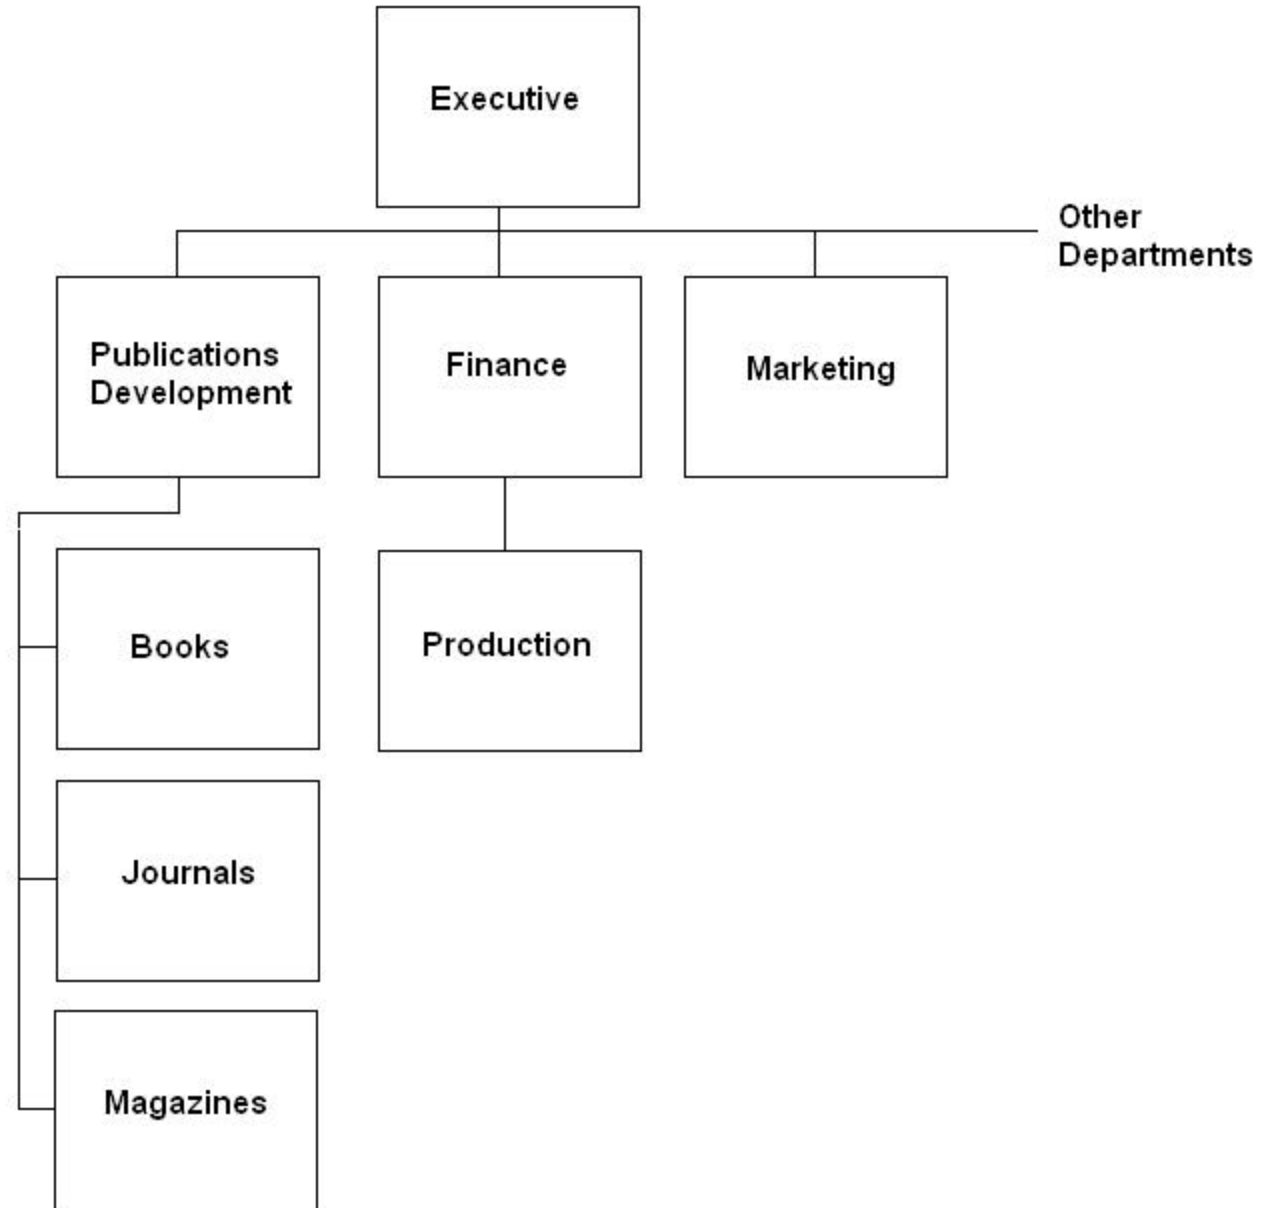 Executive
Other
Departments
Publications
Development
Finance
Marketing
Books
Production
Journals
Magazines